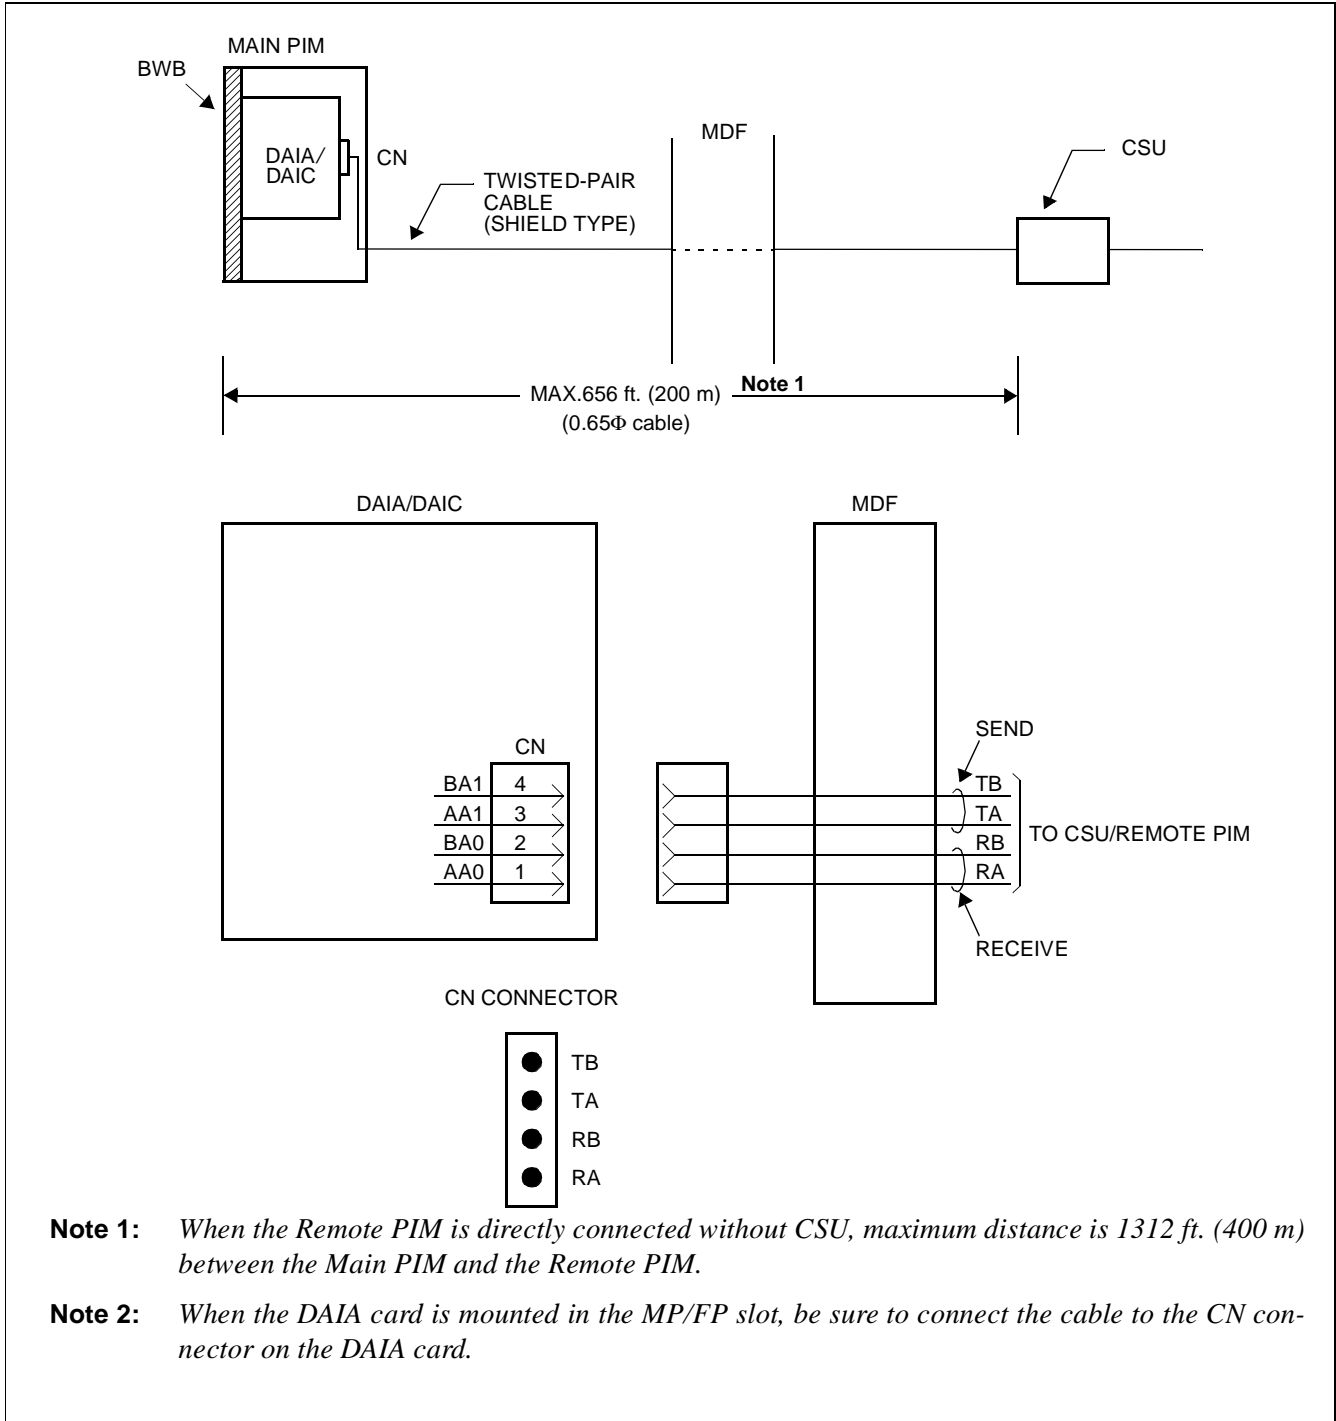 MAIN PIM
BWB
MDF
CSU
DAIA/
DAIC
CN
TWISTED-PAIR
CABLE
(SHIELD TYPE)
MAX.656 ft. (200 m) Note 1
(0.65Φ cable)
DAIA/DAIC
MDF
SEND
CN
BA1 4 TB
AA1 3 TA
TO CSU/REMOTE PIM
BA0 2 RB
AA0 1 RA
RECEIVE
CN CONNECTOR
TB
TA
RB
RA
Note 1: When the Remote PIM is directly connected without CSU, maximum distance is 1312 ft. (400 m)
between the Main PIM and the Remote PIM.
Note 2: When the DAIA card is mounted in the MP/FP slot, be sure to connect the cable to the CN con-
nector on the DAIA card.